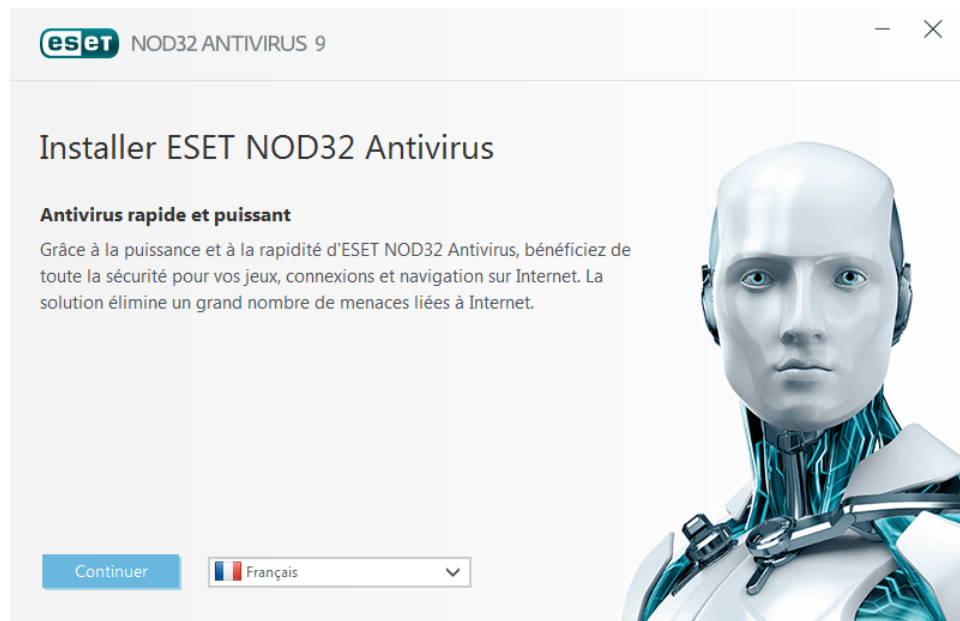 eset NOD32 ANTIVIRUS 9
Installer ESET NOD32 Antivirus
Antivirus rapide et puissant
Grâce à la puissance et à la rapidité d'ESET NOD32 Antivirus, bénéficiez de
toute la sécurité pour vos jeux, connexions et navigation sur Internet. La
solution élimine un grand nombre de menaces liées à Internet.
Continuer Français